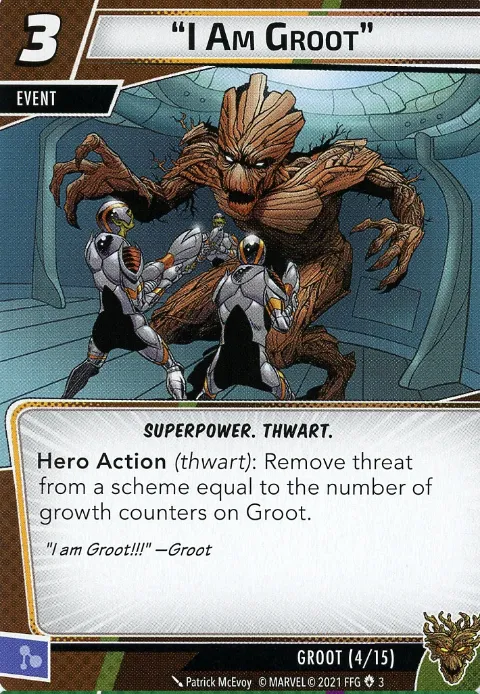 3
"I AM GROOT"
EVENT
SUPERPOWER. THWART.
Hero Action (thwart): Remove threat
from a scheme equal to the number of
growth counters on Groot.
"I am Groot!!!" —Groot
GROOT (4/15)
Patrick McEvoy © MARVEL © 2021 FFG 3